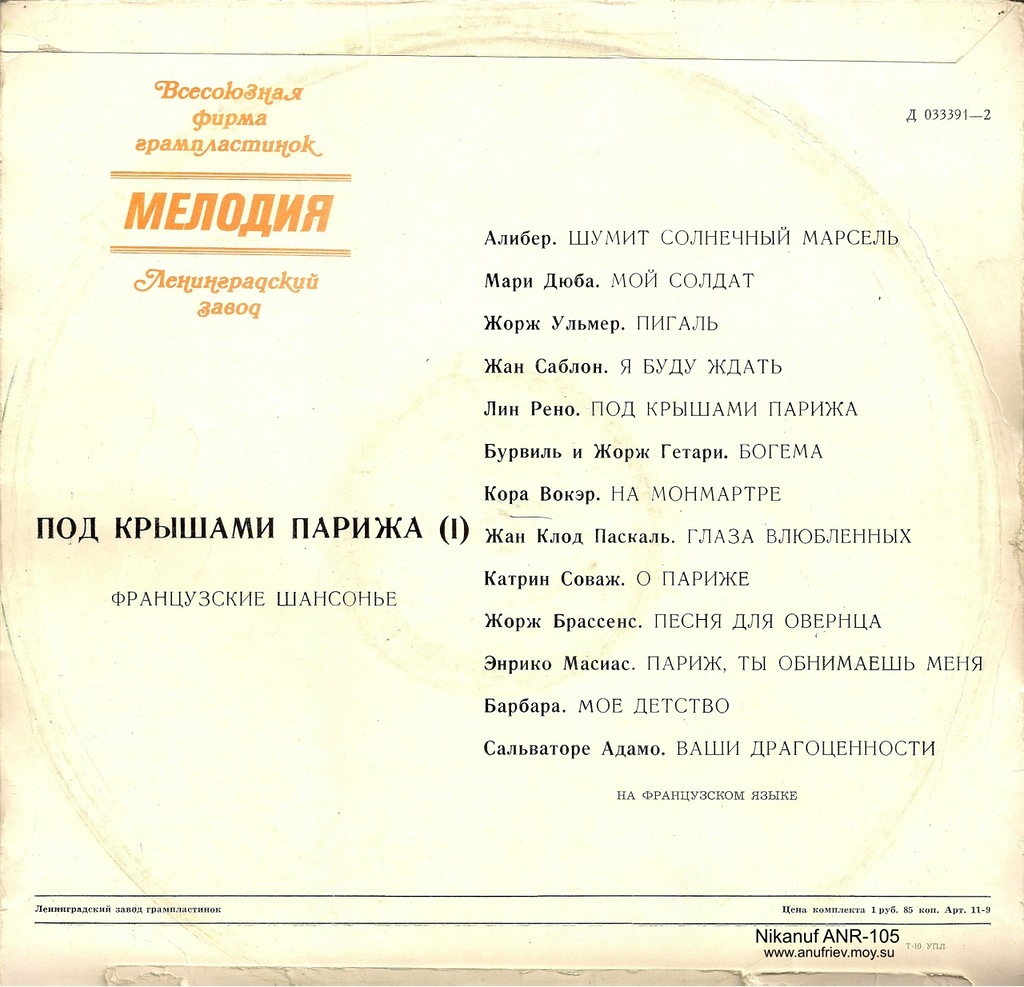 Всесоюзная
фирма
грампластинок
МЕЛОДИЯ
Ленинградский
завод
Д 033391—2
Алибер. ШУМИТ СОЛНЕЧНЫЙ МАРСЕЛЬ
Мари Дюба. МОЙ СОЛДАТ
Жорж Ульмер. ПИГАЛЬ
Жан Саблон. Я БУДУ ЖДАТЬ
Лин Рено. ПОД КРЫШАМИ ПАРИЖА
Бурвиль и Жорж Гетари. БОГЕМА
Кора Вокэр. НА МОНМАРТРЕ
ПОД КРЫШАМИ ПАРИЖА (I)
ФРАНЦУЗСКИЕ ШАНСОНЬЕ
Жан Клод Паскаль. ГЛАЗА ВЛЮБЛЕННЫХ
Катрин Соваж. О ПАРИЖЕ
Жорж Брассенс. ПЕСНЯ ДЛЯ ОВЕРНЦА
Энрико Масиас. ПАРИЖ, ТЫ ОБНИМАЕШЬ МЕНЯ
Барбара. МОЕ ДЕТСТВО
Сальваторе Адамо. ВАШИ ДРАГОЦЕННОСТИ
НА ФРАНЦУЗСКОМ ЯЗЫКЕ
Ленинградский завод грампластинок
Цена комплекта 1 руб. 85 коп. Арт. 11-9
Nikanuf ANR-105
Т-10 УПЛ
www.anufriev.moy.su